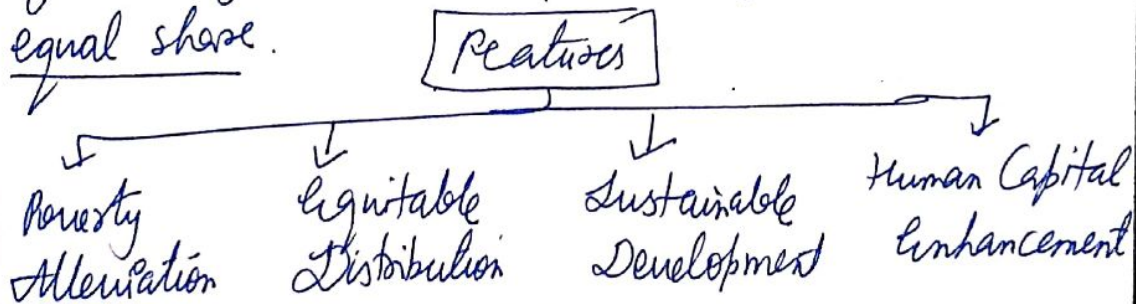 equal share.
Features
Poverty
Alleviation
Equitable
Distribution
Sustainable
Development
Human Capital
Enhancement